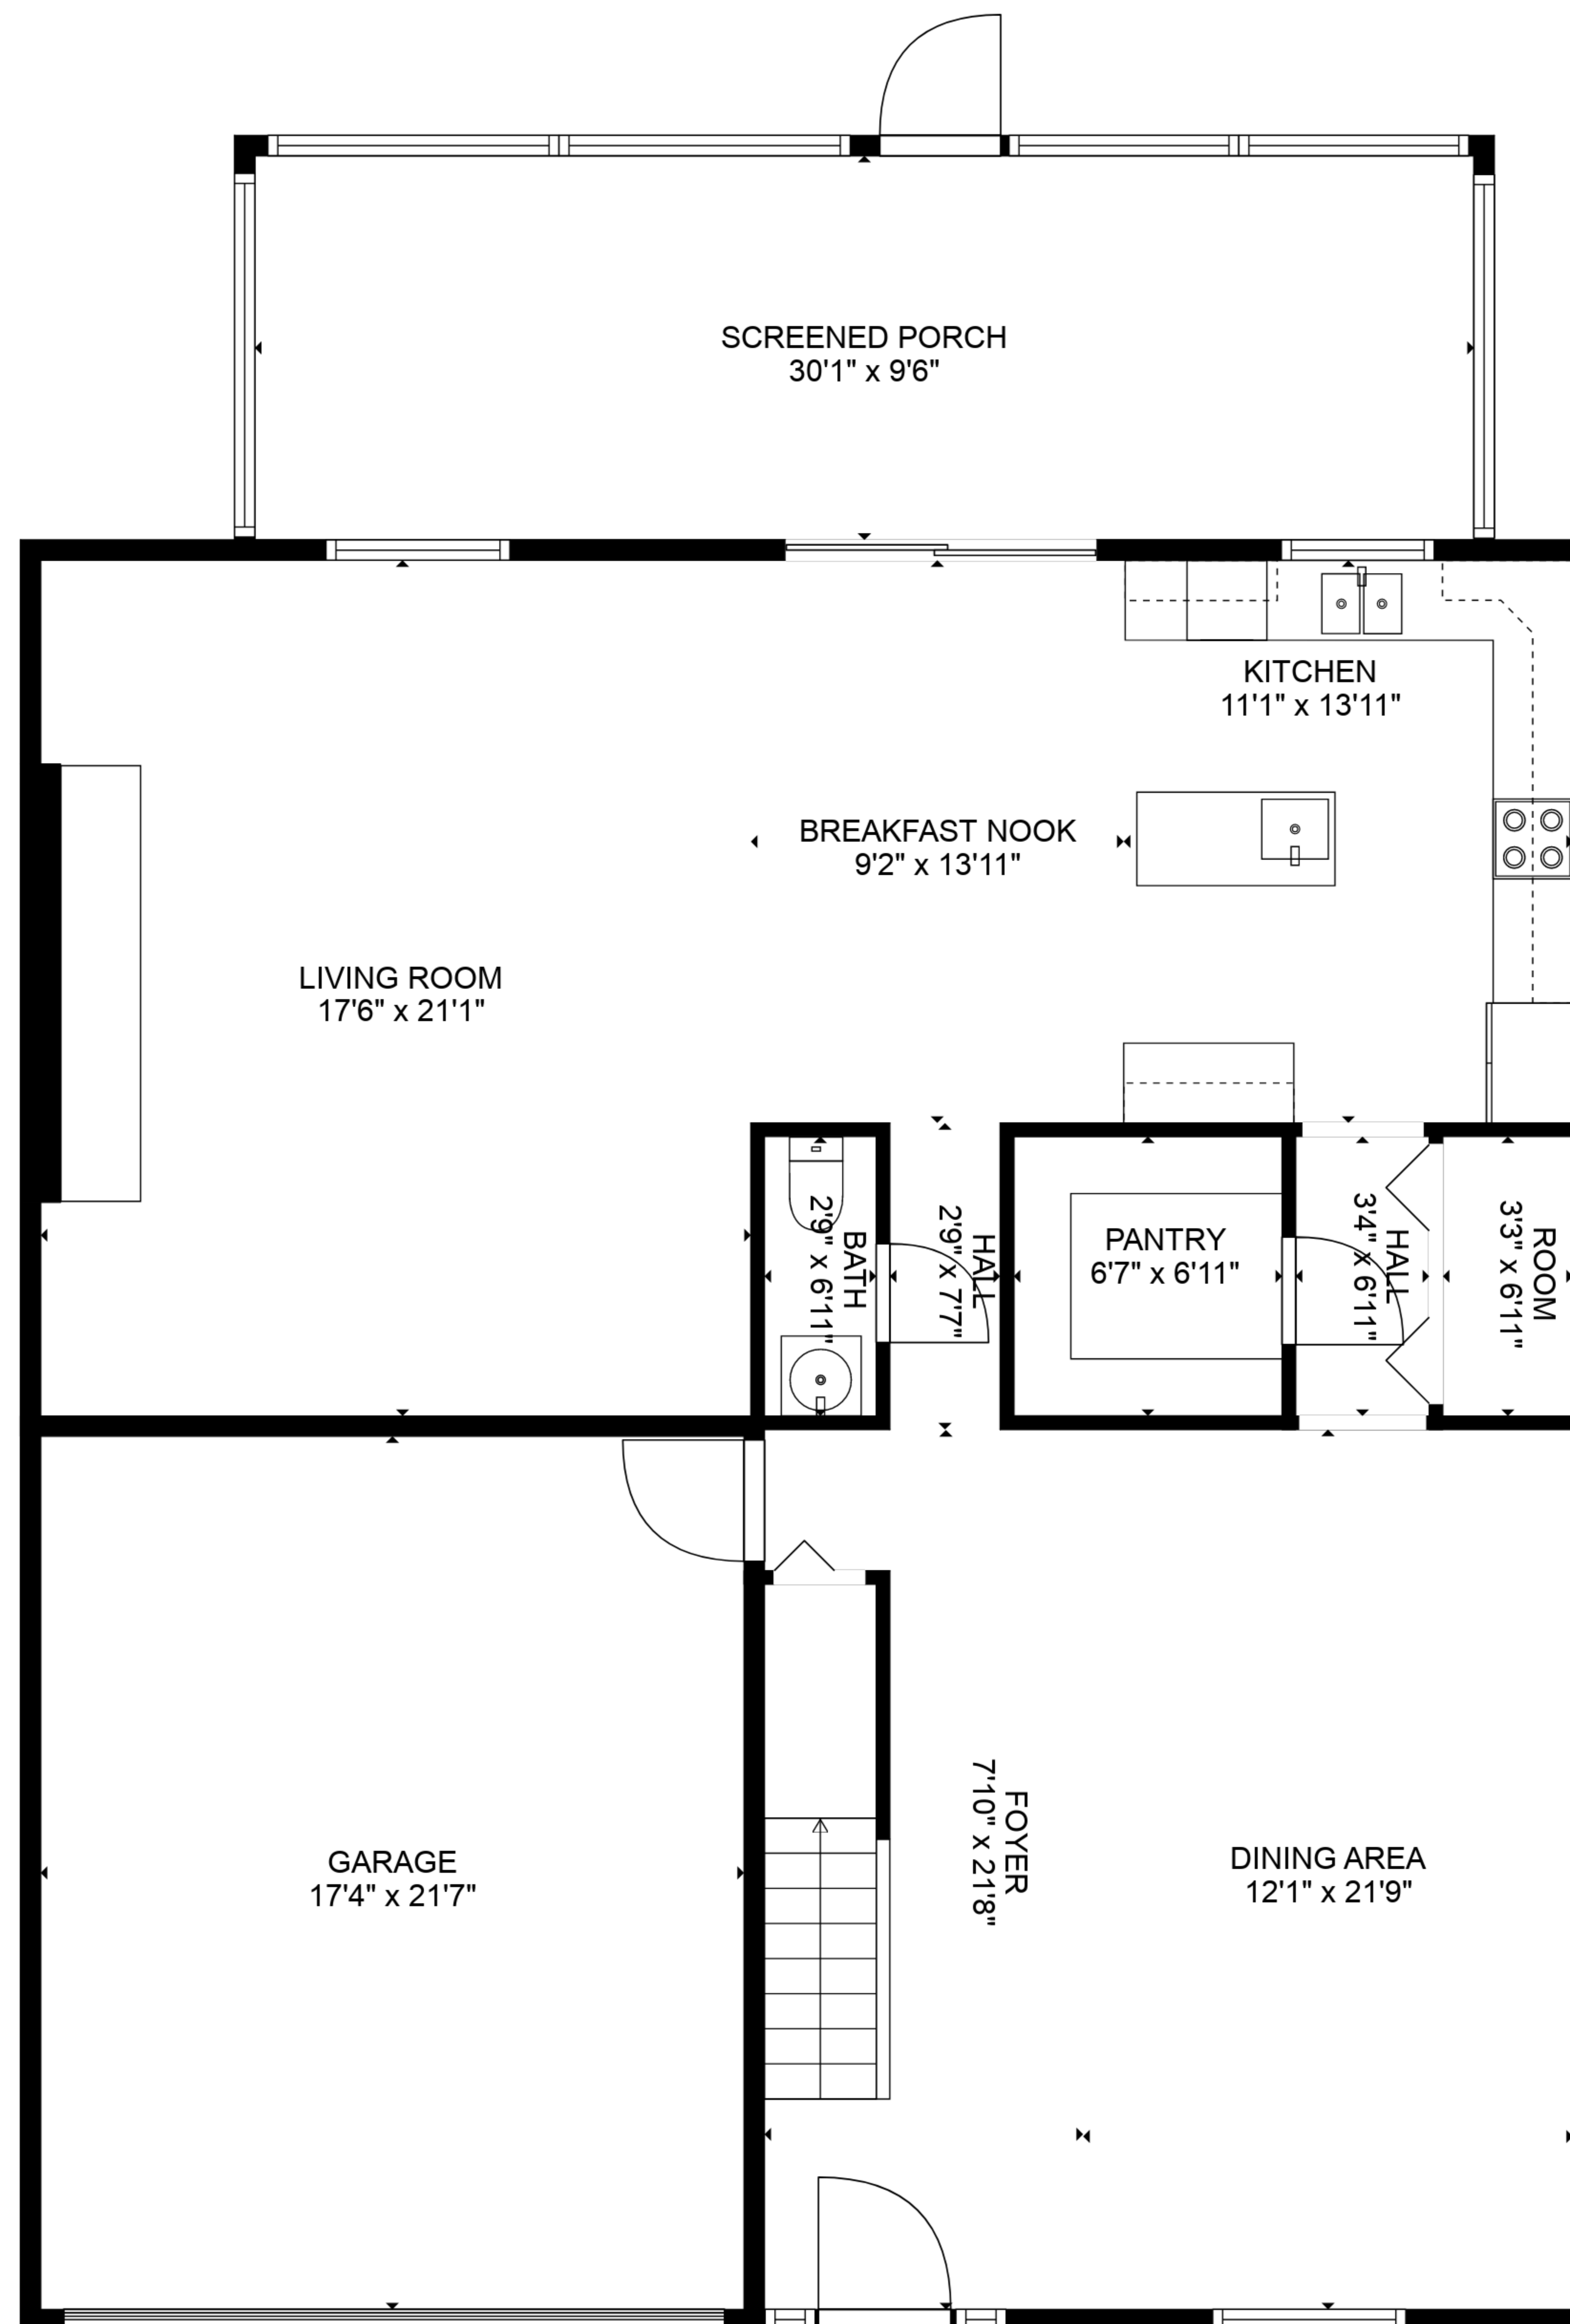 SCREENED PORCH
30'1" x 9'6"
KITCHEN
11'1" x 13'11"
BREAKFAST NOOK
9'2" x 13'11"
LIVING ROOM
17'6" x 21'1"
BATH
2'9" x 6'11"
HALL
2'9" x 7'7"
PANTRY
6'7" x 6'11"
HALL
3'4" x 6'11"
ROOM
3'3" x 6'11"
FOYER
7'10" x 21'8"
GARAGE
17'4" x 21'7"
DINING AREA
12'1" x 21'9"